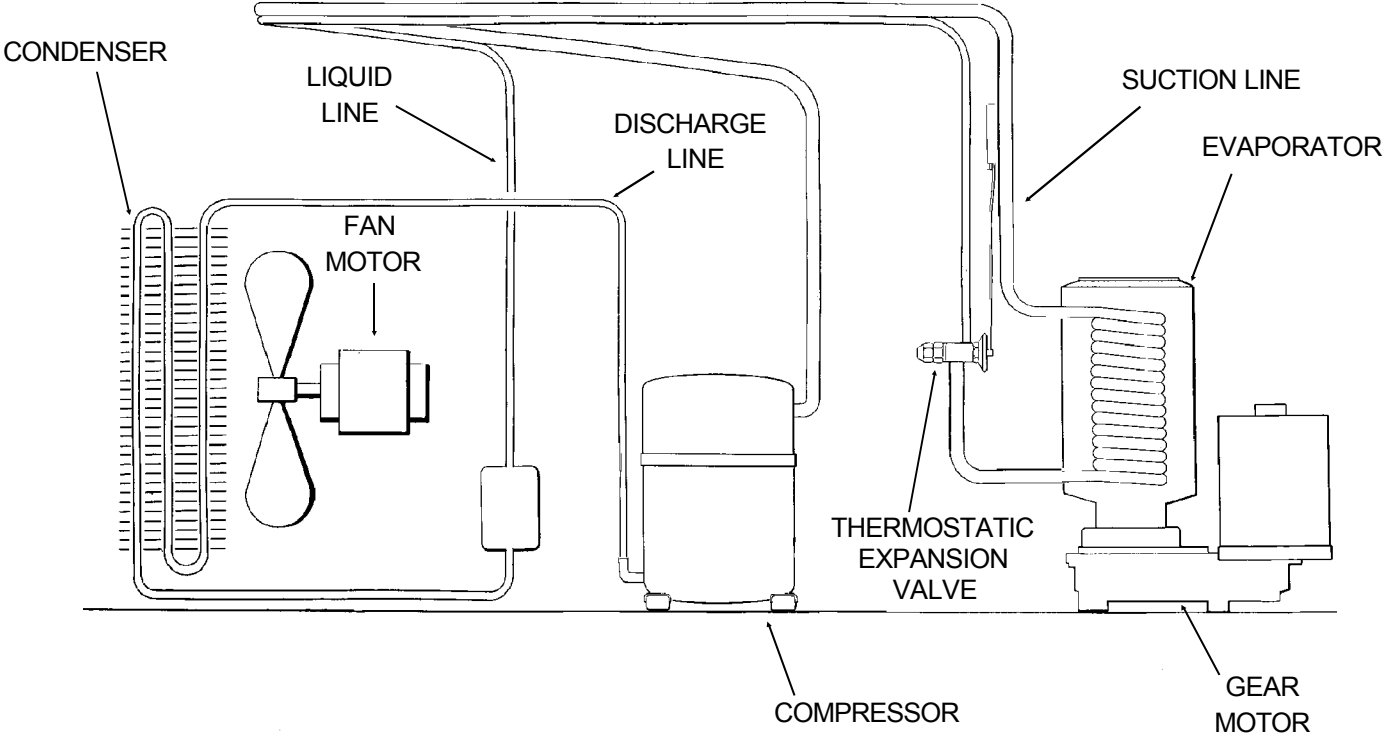 CONDENSER
LIQUID
LINE
DISCHARGE
LINE
SUCTION LINE
EVAPORATOR
FAN
MOTOR
THERMOSTATIC
EXPANSION
VALVE
COMPRESSOR
GEAR
MOTOR